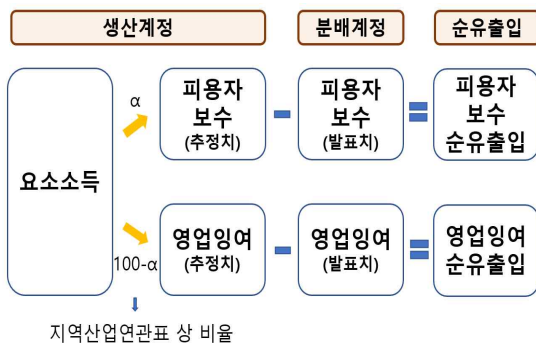 생산계정
분배계정
순유출입
요소소득
α
피용자
보수
(추정치)
피용자
보수
(발표치)
피용자
보수
순유출입
100-α
영업잉여
(추정치)
영업잉여
(발표치)
영업잉여
순유출입
지역산업연관표 상 비율